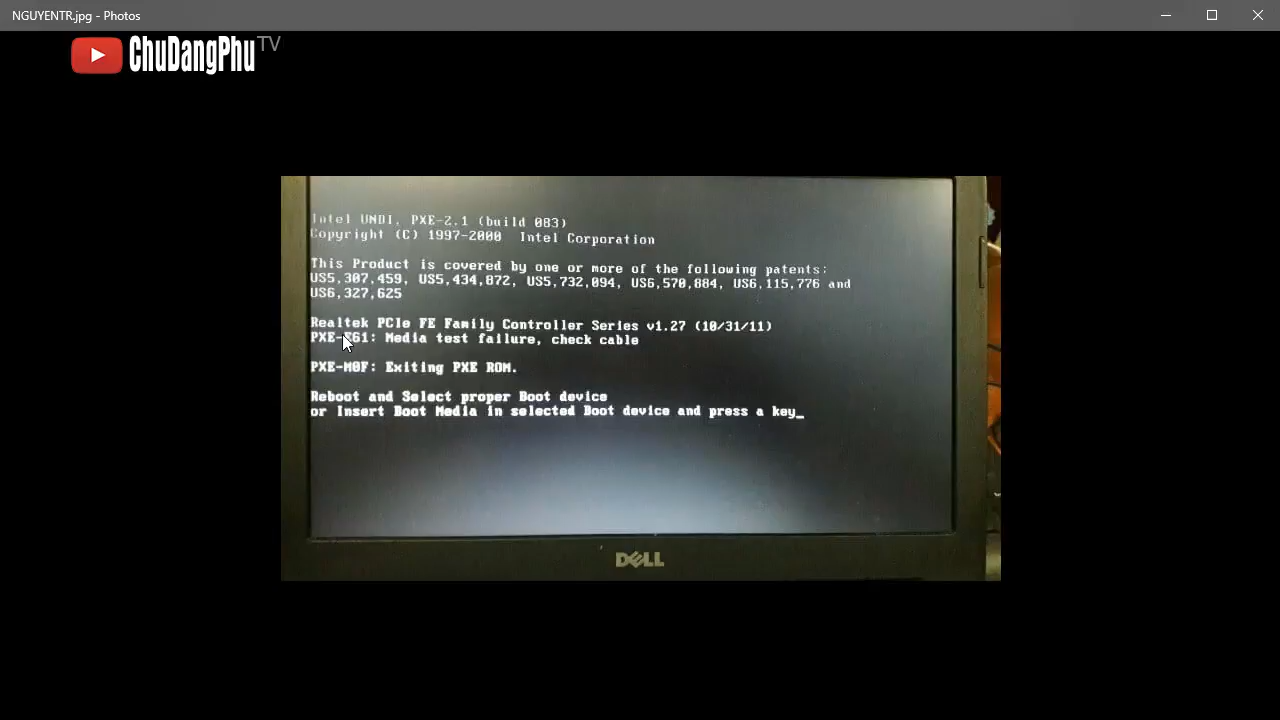 NGUYENTR.jpg - Photos
ChuDangPhu TV
Intel UNDI, PXE-2.1 (build 083)
Copyright (C) 1997-2000 Intel Corporation
This Product is covered by one or more of the following patents:
US5,307,459, US5,434,872, US5,732,094, US6,570,884, US6,115,776 and
US6,327,625
Realtek PCIe FE Family Controller Series v1.27 (10/31/11)
PXE-E61: Media test failure, check cable
PXE-M0F: Exiting PXE ROM.
Reboot and Select proper Boot device
or Insert Boot Media in selected Boot device and press a key_
DELL